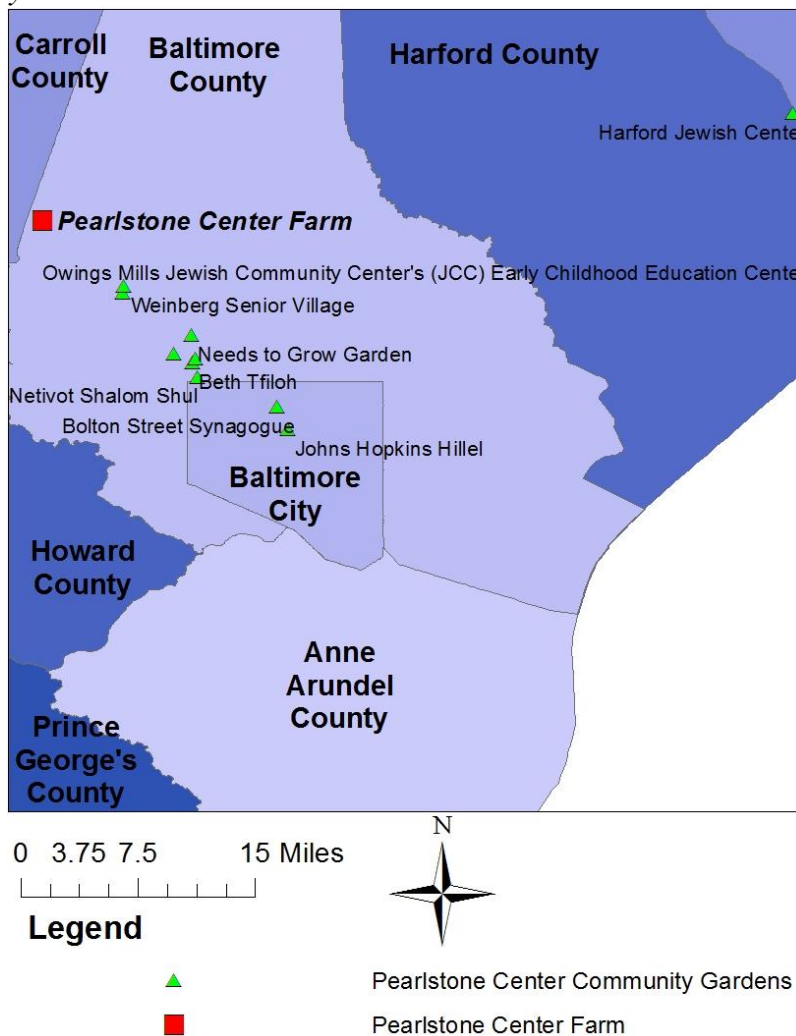 Carroll
County
Baltimore
County
Harford County
Harford Jewish Cente
Pearlstone Center Farm
Owings Mills Jewish Community Center's (JCC) Early Childhood Education Cente
Weinberg Senior Village
Needs to Grow Garden
Beth Tfiloh
Netivot Shalom Shul
Bolton Street Synagogue
Johns Hopkins Hillel
Baltimore
City
Howard
County
Anne
Arundel
County
Prince
George's
County
N
0 3.75 7.5 15 Miles
Legend
Pearlstone Center Community Gardens
Pearlstone Center Farm